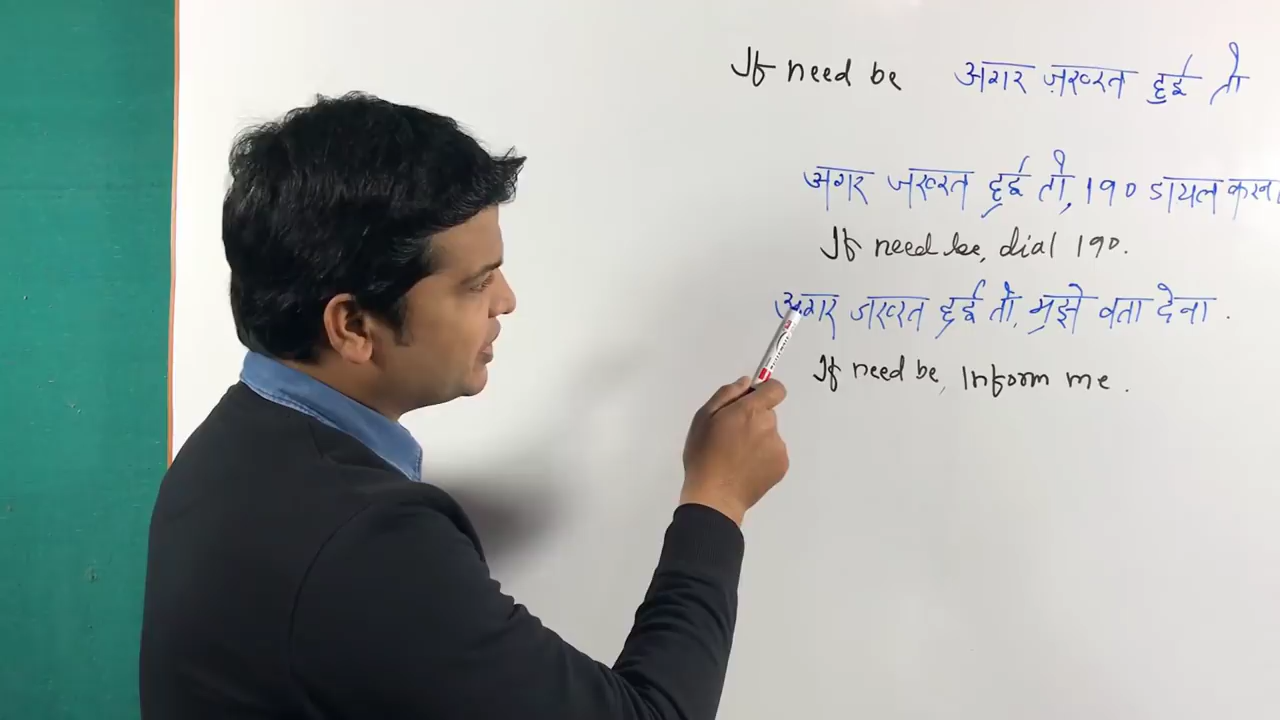 If need be अगर ज़रूरत हुई तो
अगर जरूरत हुई तो, 190 डायल करना
If need be, dial 190.
अगर जरूरत हुई तो, मुझे बता देना .
If need be, Inform me .